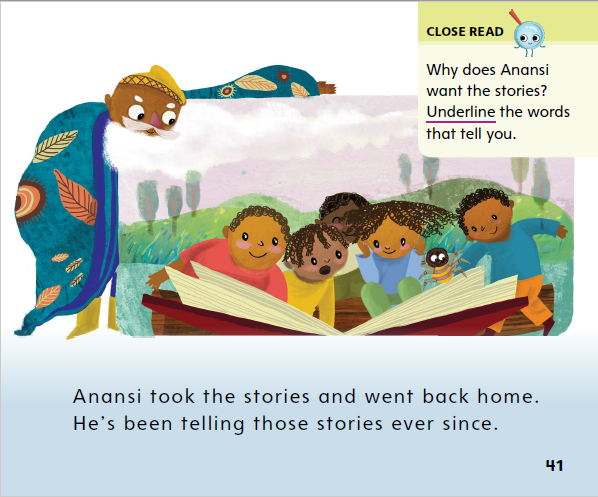 CLOSE READ
Why does Anansi
want the stories?
Underline the words
that tell you.
Anansi took the stories and went back home.
He’s been telling those stories ever since.
41